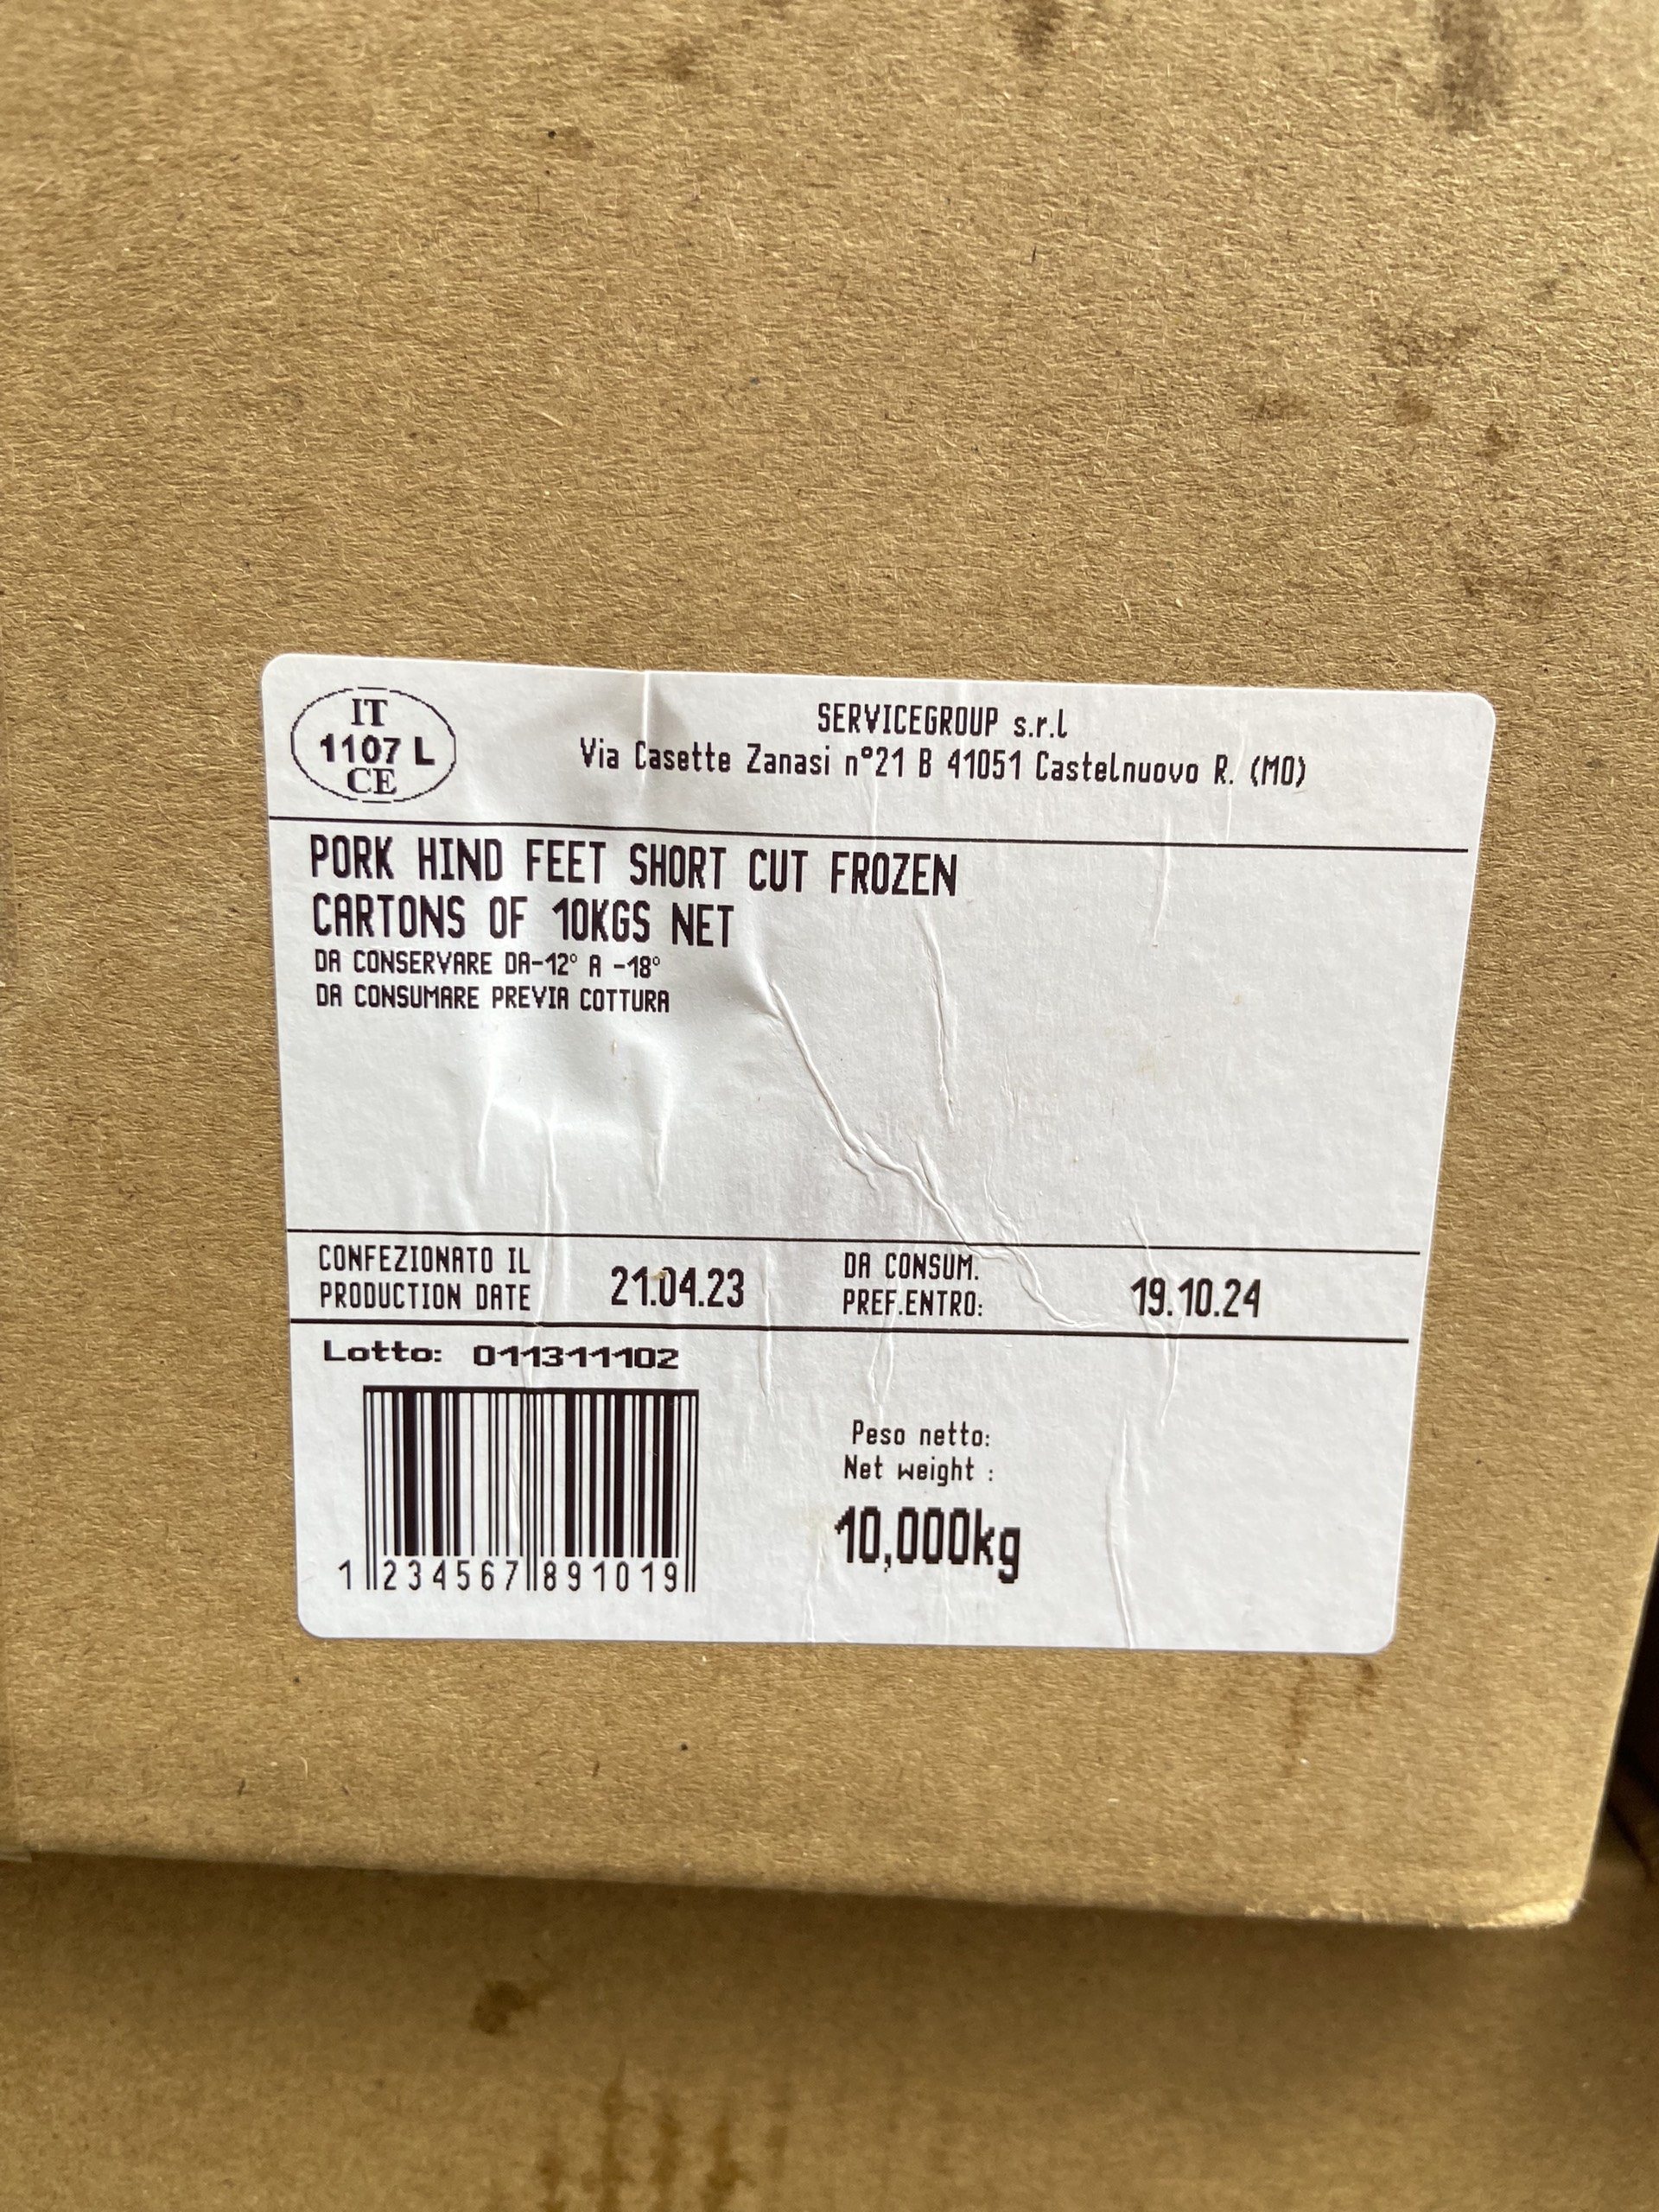 IT
1107 L
CE
SERVICEGROUP s.r.l
Via Casette Zanasi n°21 B 41051 Castelnuovo R. (MO)
PORK HIND FEET SHORT CUT FROZEN
CARTONS OF 10KGS NET
DA CONSERVARE DA-12° A -18°
DA CONSUMARE PREVIA COTTURA
CONFEZIONATO IL
PRODUCTION DATE
21.04.23
DA CONSUM.
PREF.ENTRO:
19.10.24
Lotto: 011311102
1 234567 891019
Peso netto:
Net weight :
10,000kg